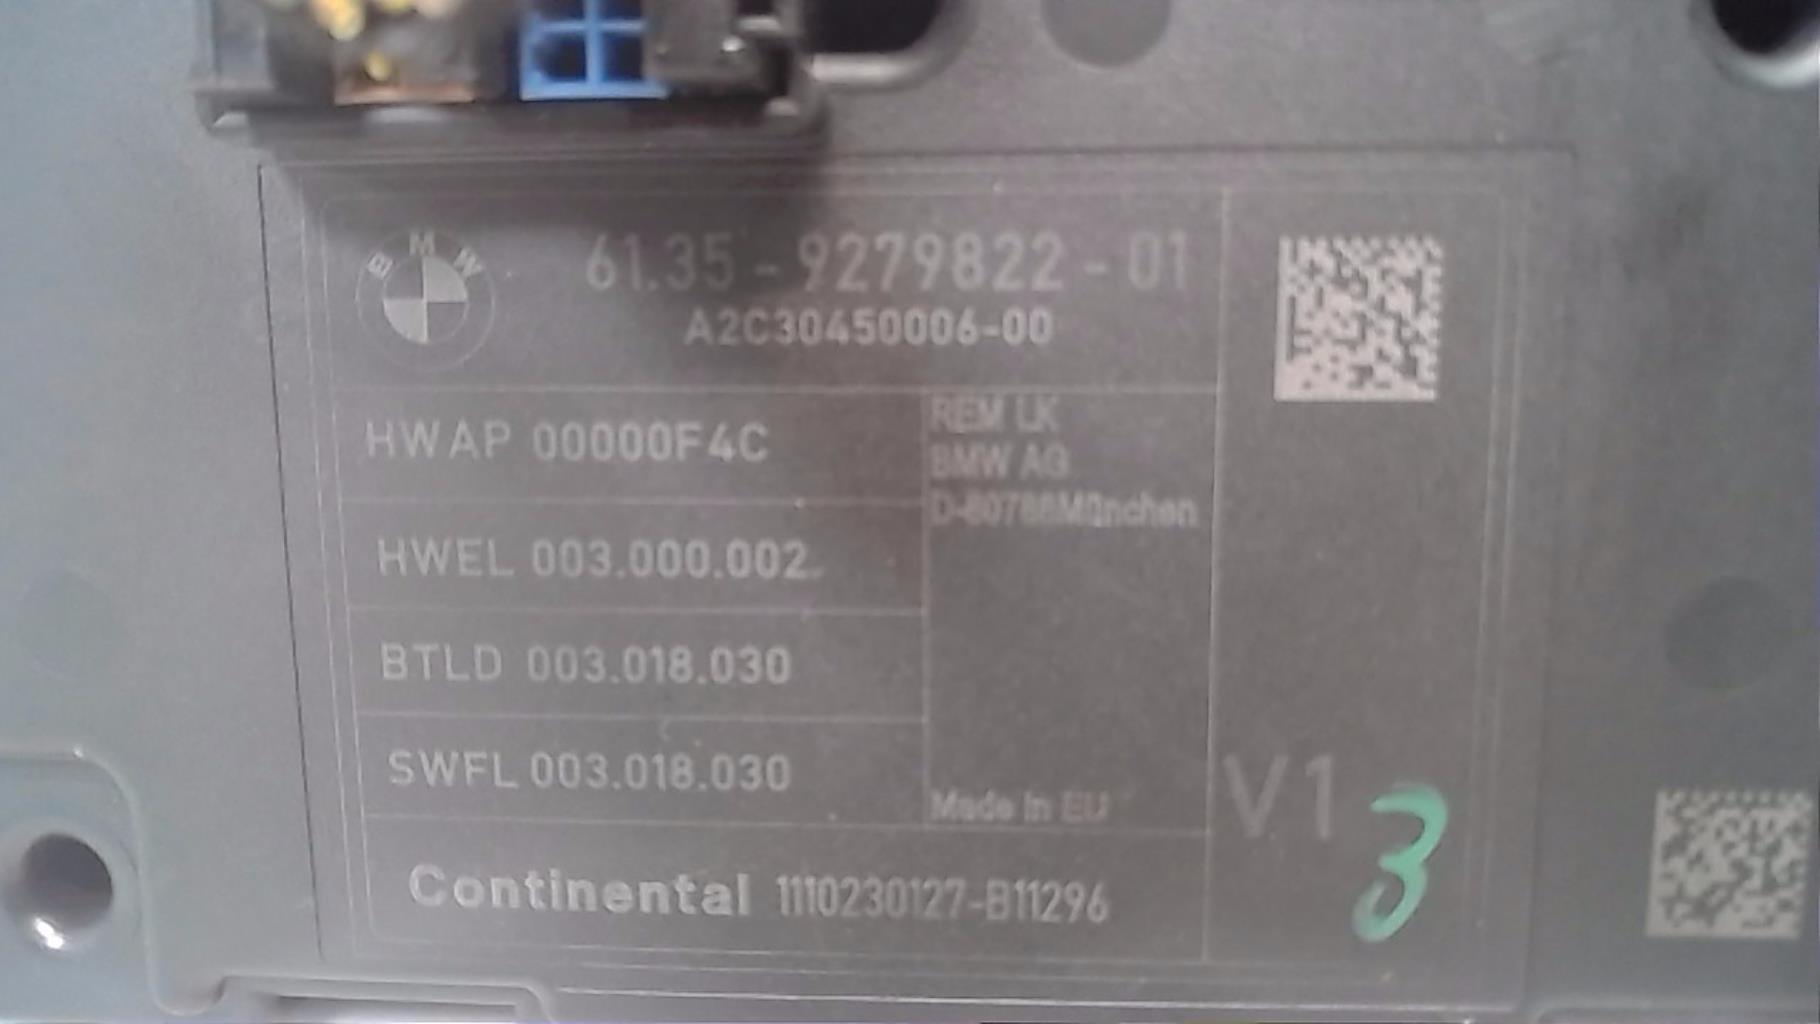 BMW
61.35 - 9279822 - 01
A2C30450006-00
HWAP 00000F4C
REM LK
BMW AG
D-80788München
HWEL 003.000.002
BTLD 003.018.030
SWFL 003.018.030
Made in EU
V1
3
Continental 1110230127-B11296